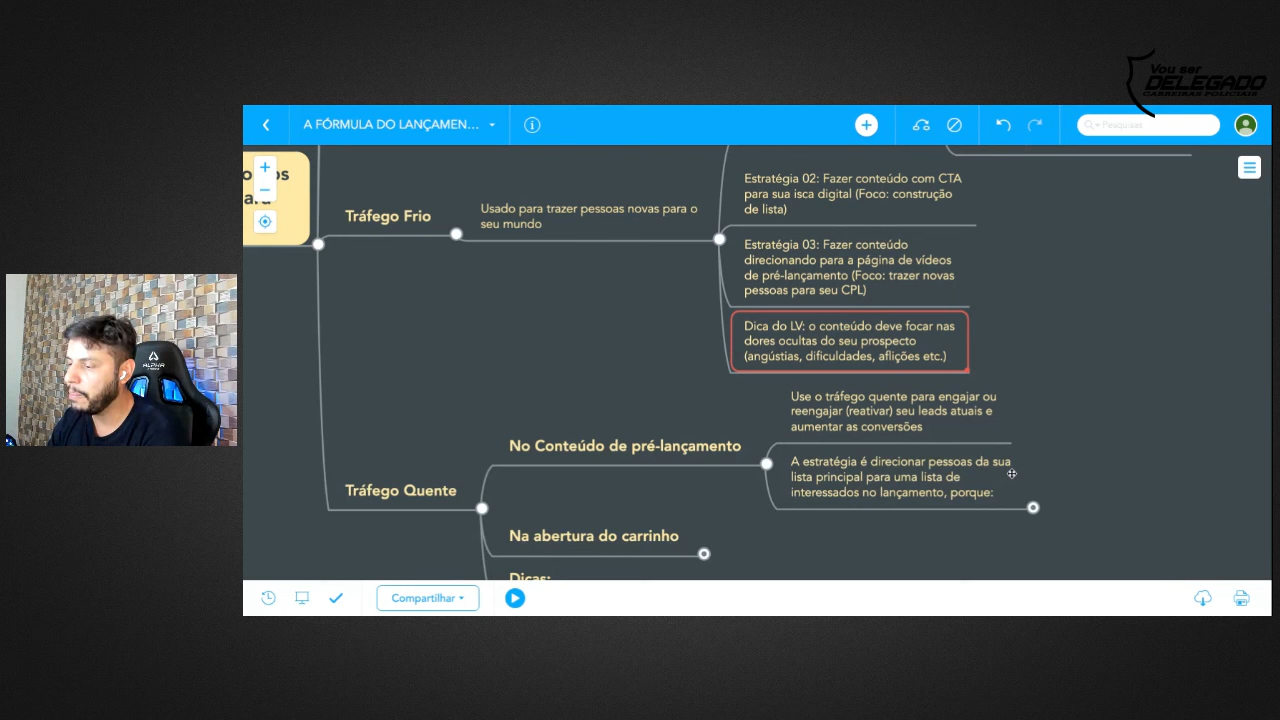 Vou ser
DELEGADO
CARREIRAS POLICIAIS
A FÓRMULA DO LANÇAMEN...
Pesquisar
Estratégia 02: Fazer conteúdo com CTA
para sua isca digital (Foco: construção
de lista)
Tráfego Frio
Usado para trazer pessoas novas para o
seu mundo
Estratégia 03: Fazer conteúdo
direcionando para a página de vídeos
de pré-lançamento (Foco: trazer novas
pessoas para seu CPL)
Dica do LV: o conteúdo deve focar nas
dores ocultas do seu prospecto
(angústias, dificuldades, aflições etc.)
Use o tráfego quente para engajar ou
reengajar (reativar) seu leads atuais e
aumentar as conversões
No Conteúdo de pré-lançamento
A estratégia é direcionar pessoas da sua
lista principal para uma lista de
interessados no lançamento, porque:
Tráfego Quente
Na abertura do carrinho
Dicas:
Compartilhar
ALPHA